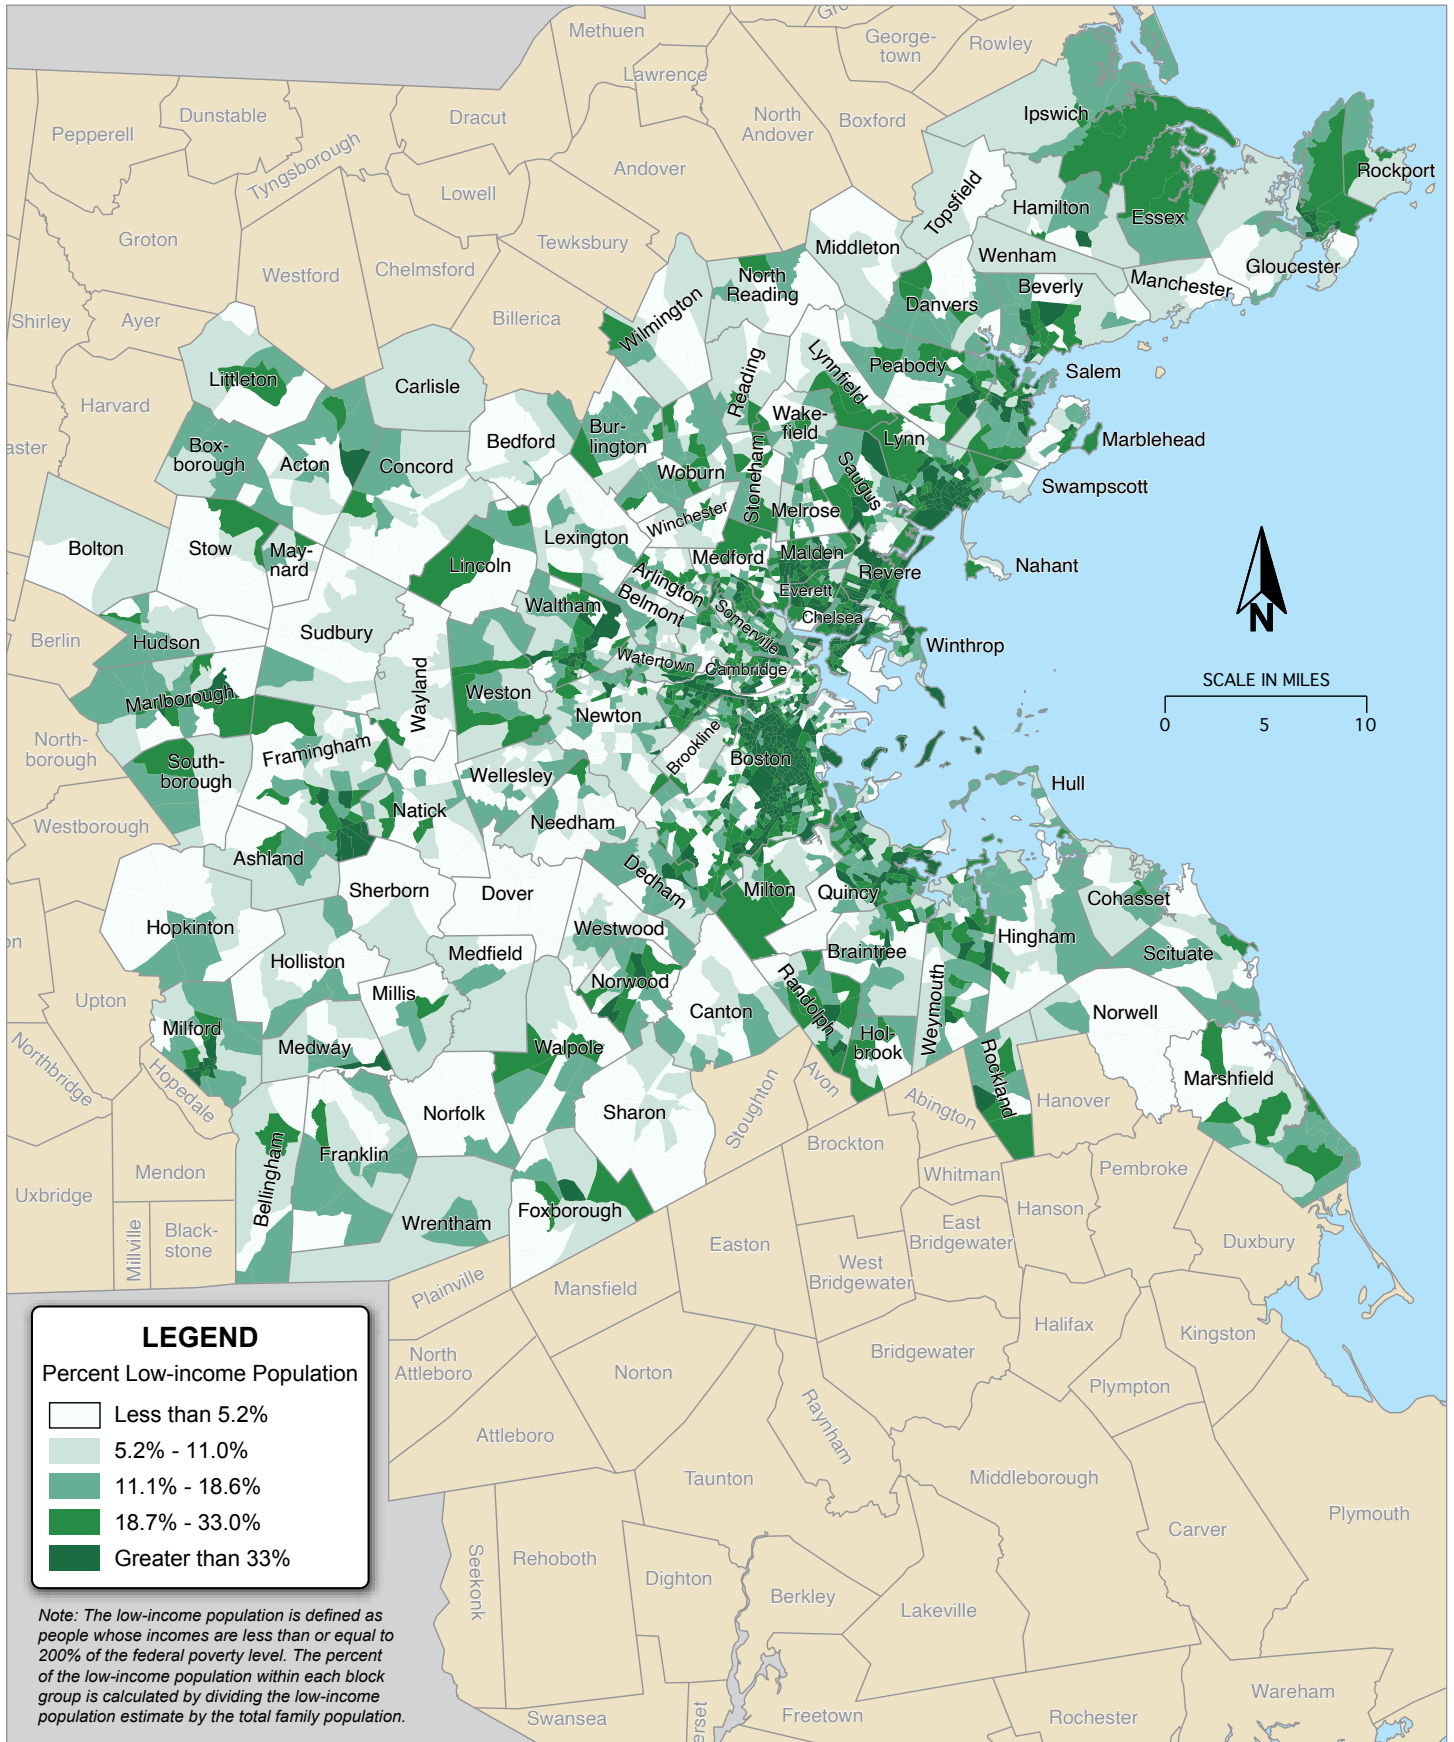 Methuen
George-
town
Rowley
Lawrence
Pepperell
Dunstable
Dracut
North
Andover
Boxford
Ipswich
Tyngsborough
Andover
Lowell
Topsfield
Rockport
Groton
Tewksbury
Hamilton
Essex
Westford
Chelmsford
Middleton
Wenham
Gloucester
North
Reading
Beverly
Manchester
Danvers
Shirley
Ayer
Billerica
Wilmington
Littleton
Carlisle
Reading
Lynnfield
Peabody
Salem
Harvard
Wake-
field
Bur-
lington
Bedford
Lynn
Marblehead
aster
Box-
borough
Acton
Concord
Woburn
Stoneham
Saugus
Swampscott
Winchester
Melrose
Bolton
Stow
May-
nard
Lexington
Lincoln
Medford
Malden
Revere
Nahant
Arlington
Everett
Belmont
Waltham
Somerville
Chelsea
Berlin
Hudson
Sudbury
Winthrop
Watertown
Cambridge
Marlborough
Wayland
Weston
Newton
N
SCALE IN MILES
0
5
10
North-
borough
Framingham
Brookline
Boston
South-
borough
Wellesley
Hull
Natick
Needham
Westborough
Ashland
Dedham
Sherborn
Dover
Milton
Quincy
Cohasset
Hopkinton
Westwood
Hingham
on
Holliston
Medfield
Braintree
Scituate
Norwood
Millis
Randolph
Upton
Canton
Weymouth
Norwell
Milford
Hol-
brook
Medway
Walpole
Northbridge
Hopedale
Rockland
Marshfield
Norfolk
Sharon
Stoughton
Avon
Abington
Hanover
Brockton
Franklin
Bellingham
Mendon
Whitman
Pembroke
Uxbridge
Foxborough
Hanson
Wrentham
Millville
Black-
stone
Easton
East
Bridgewater
Duxbury
West
Bridgewater
Plainville
Mansfield
Halifax
Kingston
North
Attleboro
Norton
Bridgewater
Plympton
Raynham
Attleboro
Taunton
Middleborough
Plymouth
Carver
Seekonk
Rehoboth
Dighton
Berkley
Lakeville
Wareham
Swansea
erset
Freetown
Rochester
LEGEND
Percent Low-income Population
Less than 5.2%
5.2% - 11.0%
11.1% - 18.6%
18.7% - 33.0%
Greater than 33%
Note: The low-income population is defined as
people whose incomes are less than or equal to
200% of the federal poverty level. The percent
of the low-income population within each block
group is calculated by dividing the low-income
population estimate by the total family population.